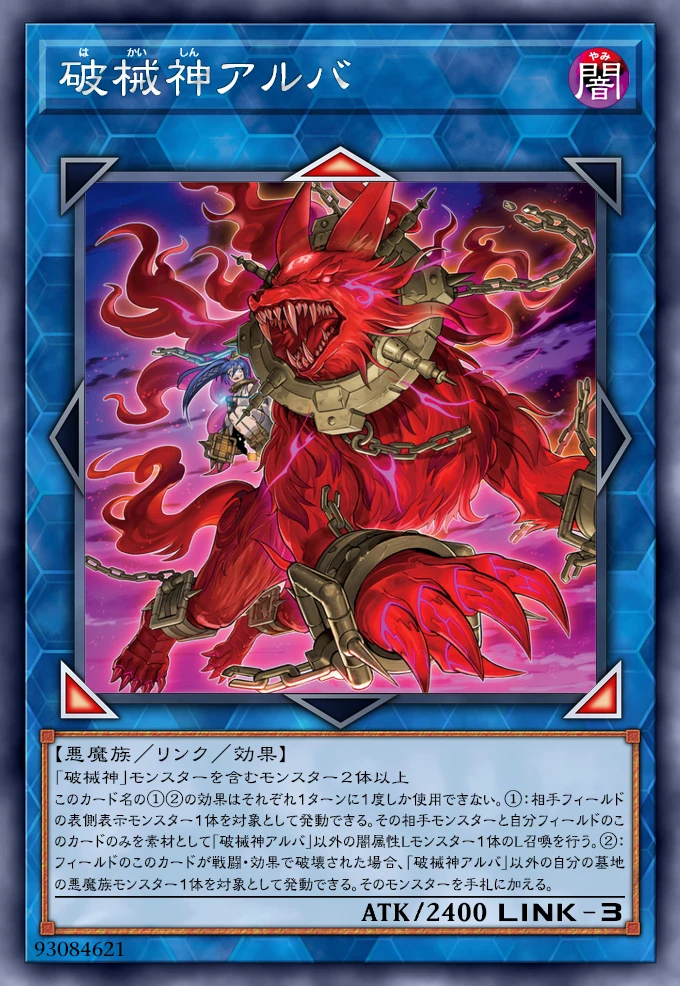 はかいしん
破械神アルバ
やみ
闇
【悪魔族／リンク／効果】
「破械神」モンスターを含むモンスター２体以上
このカード名の①②の効果はそれぞれ1ターンに1度しか使用できない。①：相手フィールド
の表側表示モンスター1体を対象として発動できる。その相手モンスターと自分フィールドのこ
のカードのみを素材として「破械神アルバ」以外の闇属性Lモンスター1体のL召喚を行う。②：
フィールドのこのカードが戦闘・効果で破壊された場合、「破械神アルバ」以外の自分の墓地
の悪魔族モンスター1体を対象として発動できる。そのモンスターを手札に加える。
ATK/2400 LINK-3
93084621